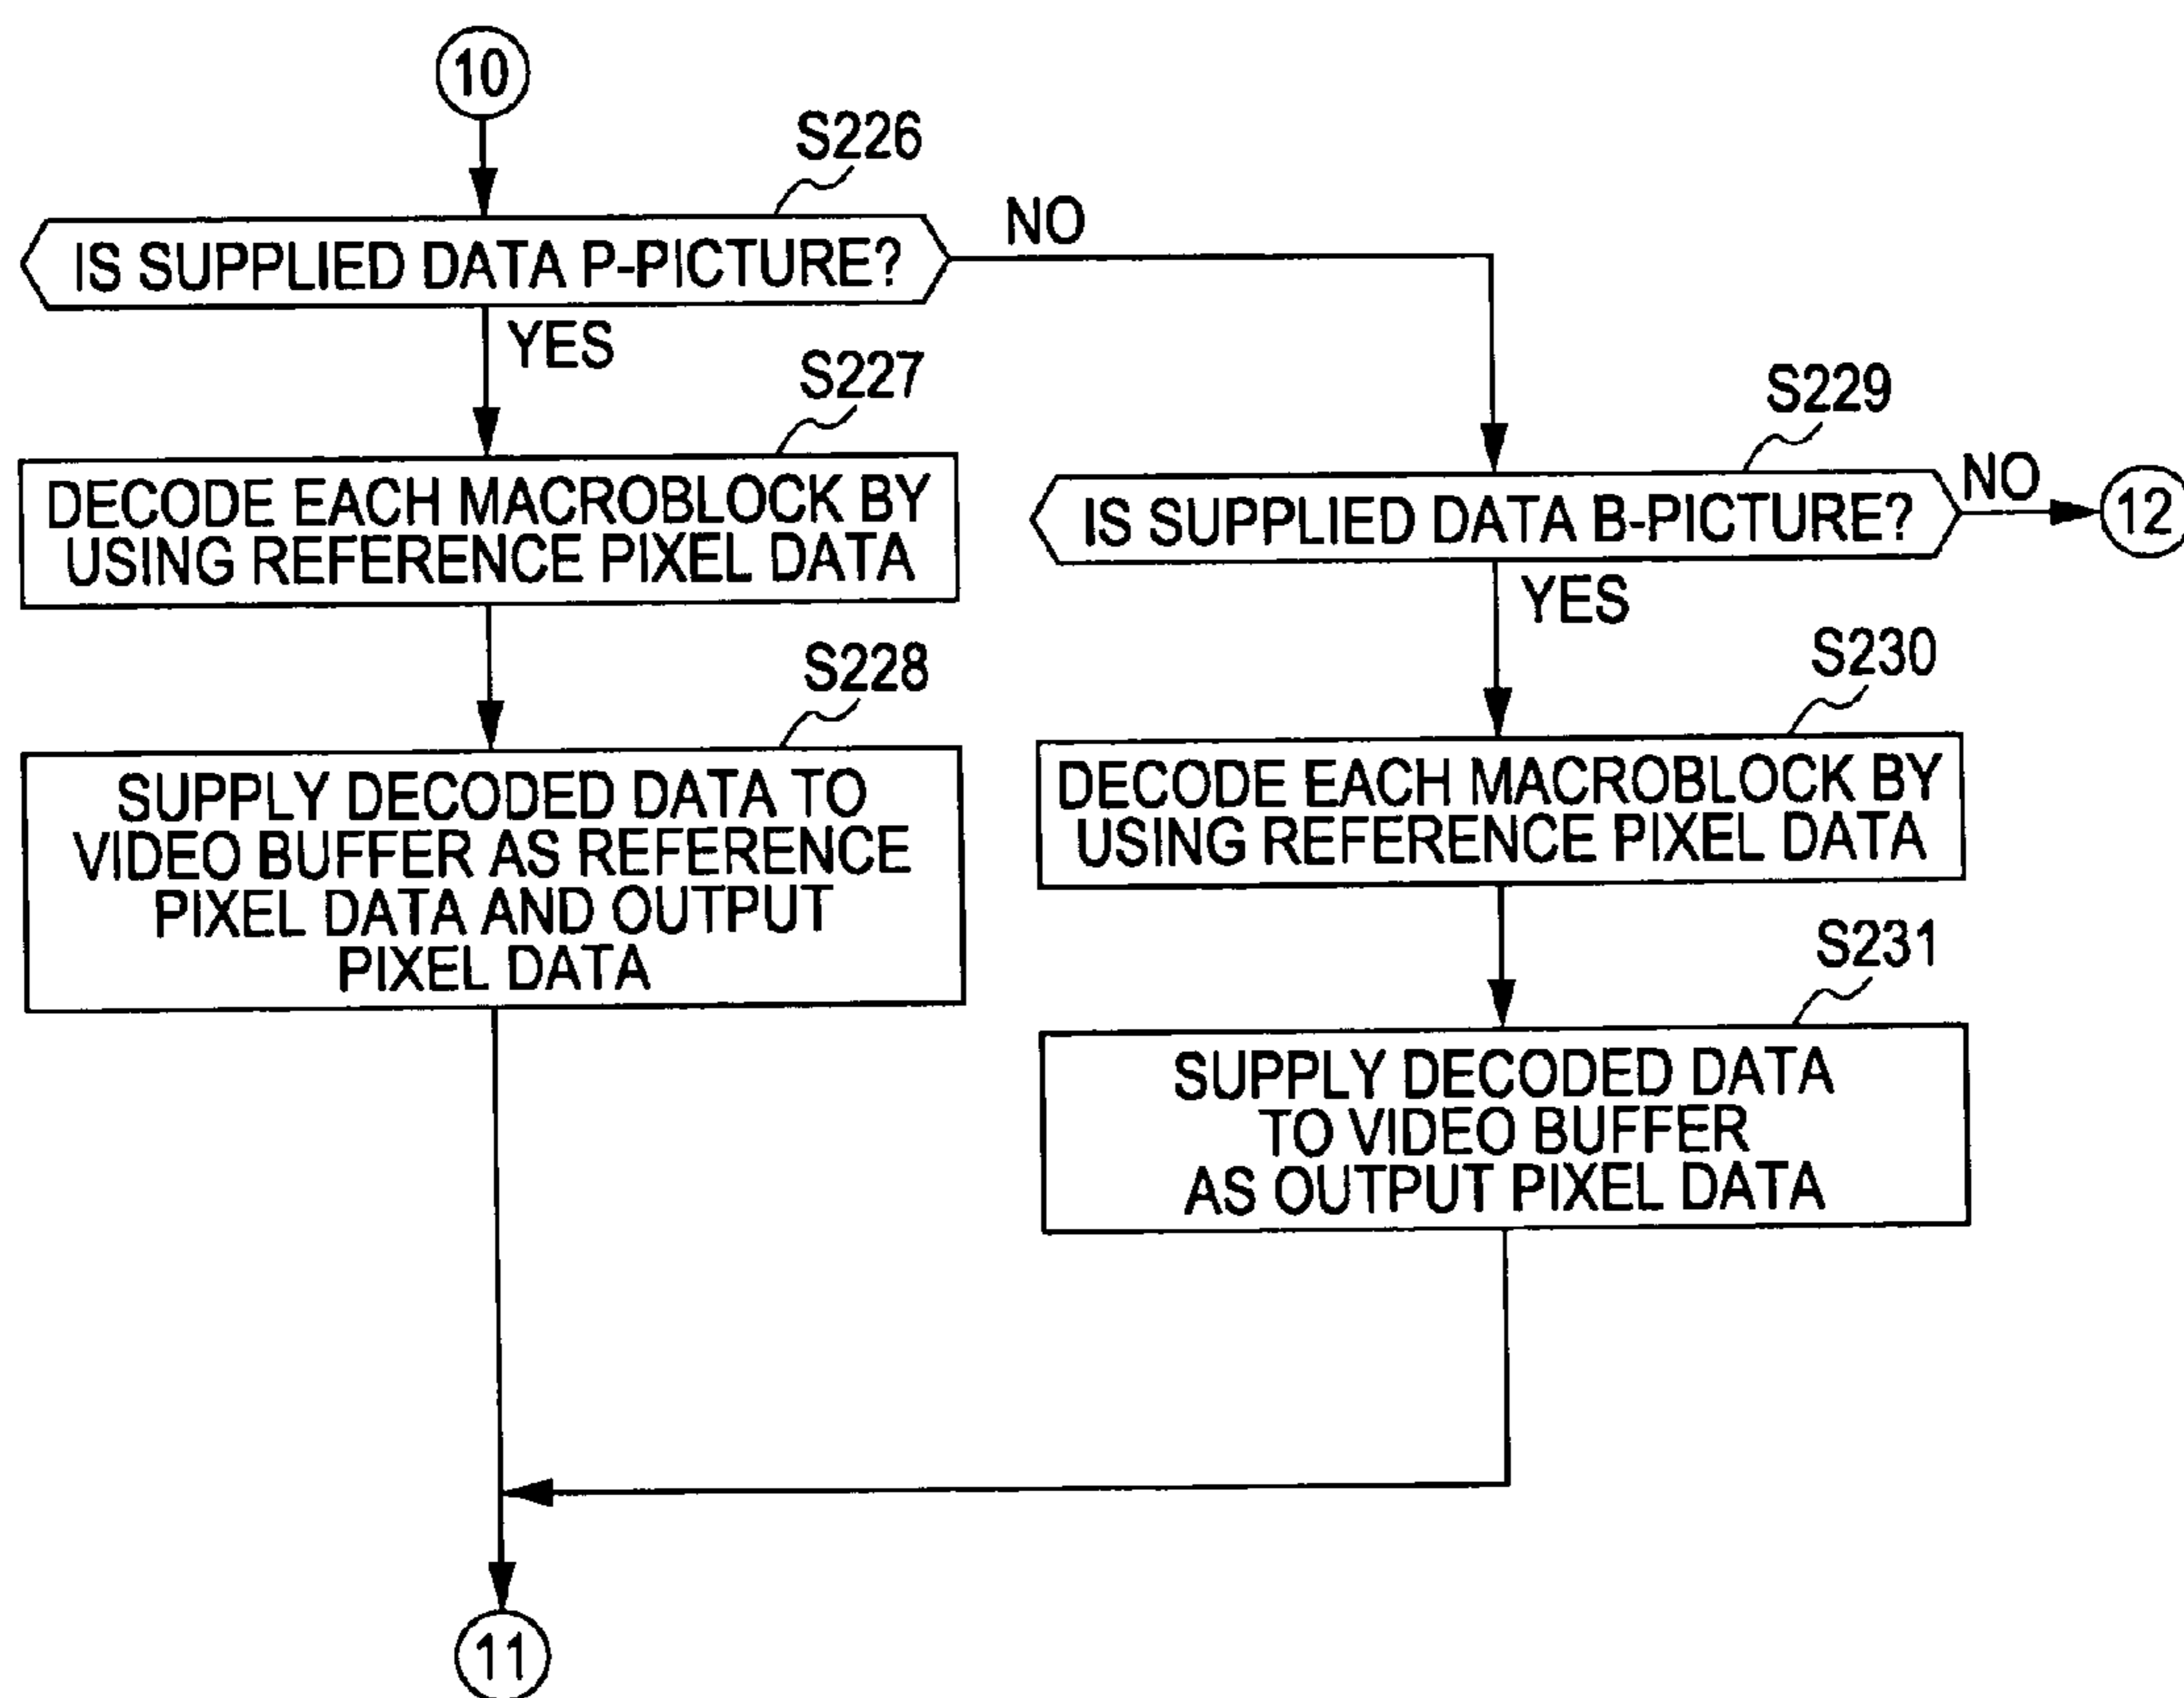 10
S226
IS SUPPLIED DATA P-PICTURE?
NO
YES
S227
DECODE EACH MACROBLOCK BY
USING REFERENCE PIXEL DATA
S228
SUPPLY DECODED DATA TO
VIDEO BUFFER AS REFERENCE
PIXEL DATA AND OUTPUT
PIXEL DATA
S229
IS SUPPLIED DATA B-PICTURE?
NO
12
YES
S230
DECODE EACH MACROBLOCK BY
USING REFERENCE PIXEL DATA
S231
SUPPLY DECODED DATA
TO VIDEO BUFFER
AS OUTPUT PIXEL DATA
11